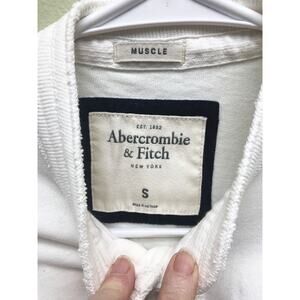 MUSCLE
EST. 1892
Abercrombie
& Fitch
NEW YORK
S